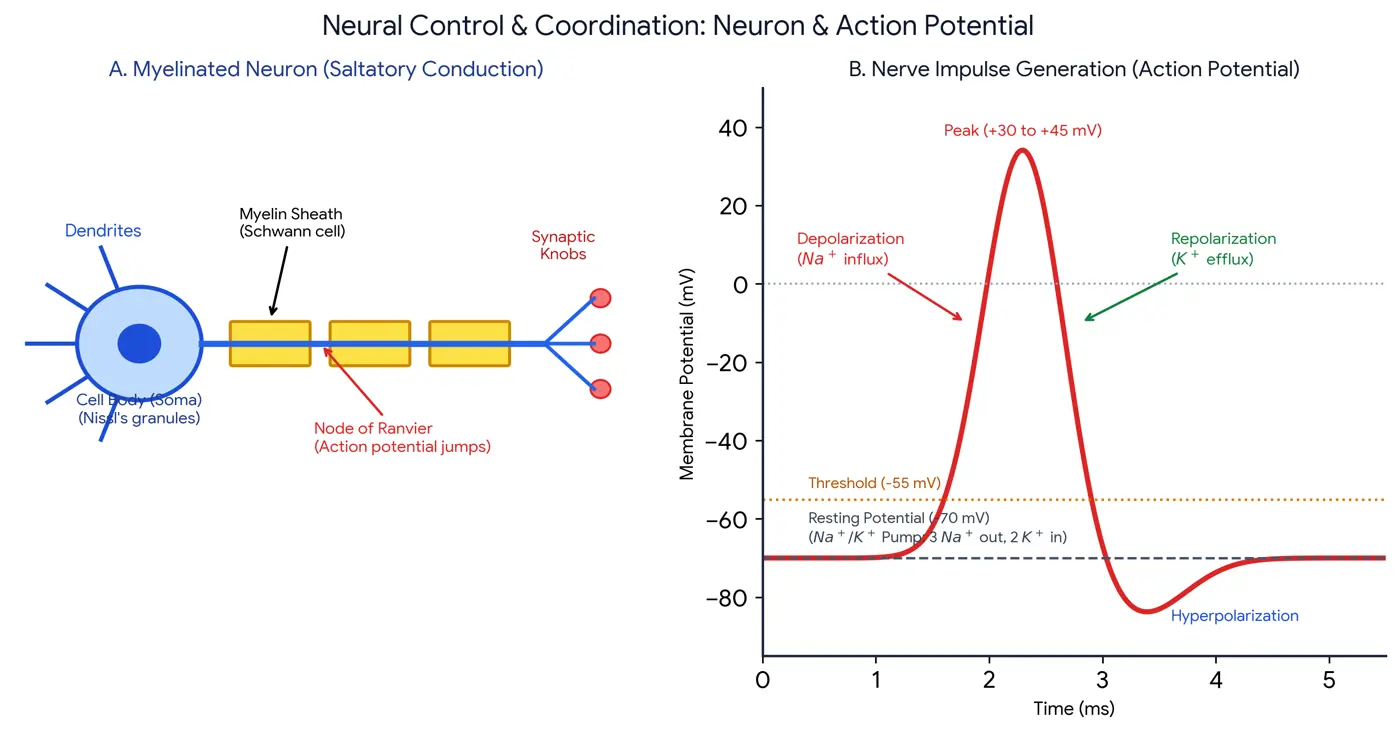 Neural Control & Coordination: Neuron & Action Potential
A. Myelinated Neuron (Saltatory Conduction)
Dendrites
Myelin Sheath
(Schwann cell)
Synaptic
Knobs
Cell Body (Soma)
(Nissl's granules)
Node of Ranvier
(Action potential jumps)
B. Nerve Impulse Generation (Action Potential)
Membrane Potential (mV)
40
20
0
−20
−40
−60
−80
Peak (+30 to +45 mV)
Depolarization
(Na⁺ influx)
Repolarization
(K⁺ efflux)
Threshold (-55 mV)
Resting Potential (-70 mV)
(Na⁺/K⁺ Pump: 3 Na⁺ out, 2 K⁺ in)
Hyperpolarization
0 1 2 3 4 5
Time (ms)